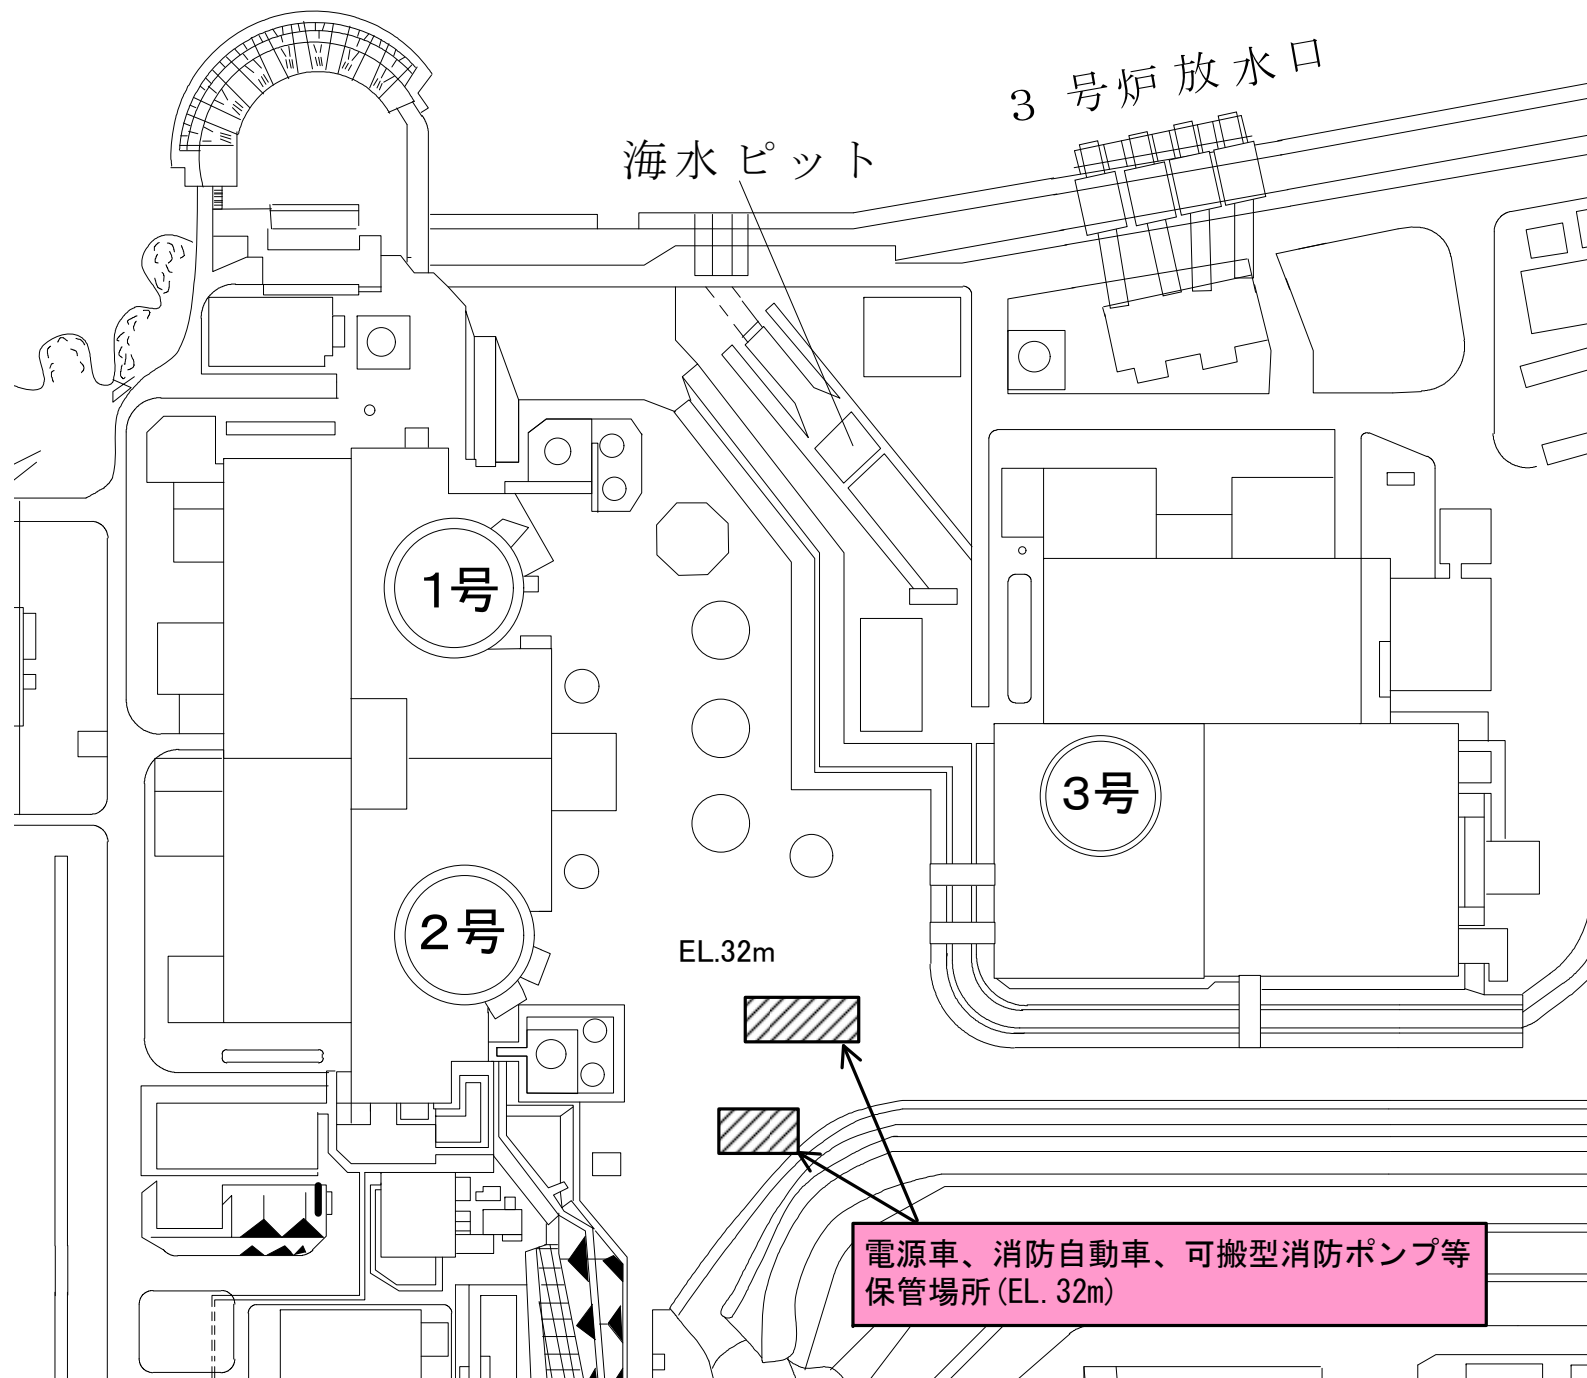 3 号炉放水口
海水ピット
1号
3号
2号
EL.32m
電源車、消防自動車、可搬型消防ポンプ等
保管場所(EL.32m)